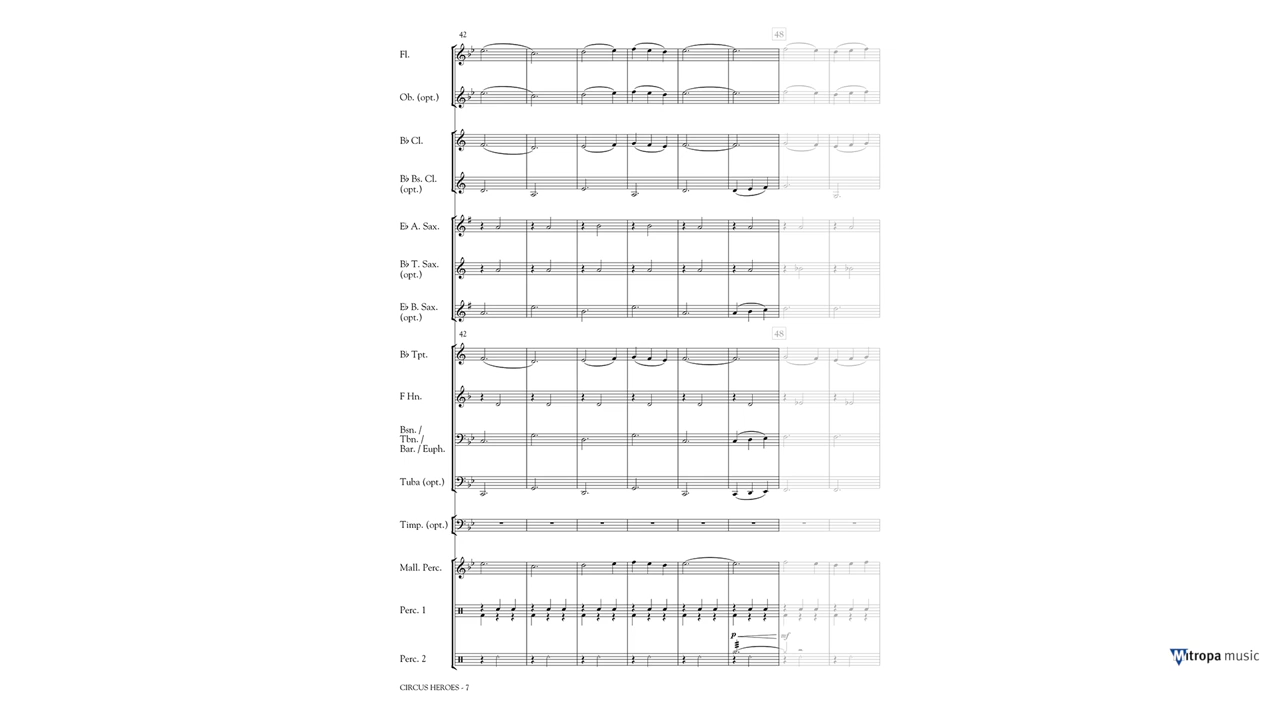 42
48
Fl.
Ob. (opt.)
B♭ Cl.
B♭ Bs. Cl.
(opt.)
E♭ A. Sax.
B♭ T. Sax.
(opt.)
E♭ B. Sax.
(opt.)
42
48
B♭ Tpt.
F Hn.
Bsn. /
Tbn. /
Bar. / Euph.
Tuba (opt.)
Timp. (opt.)
Mall. Perc.
Perc. 1
p
mf
Perc. 2
Mitropa music
CIRCUS HEROES - 7